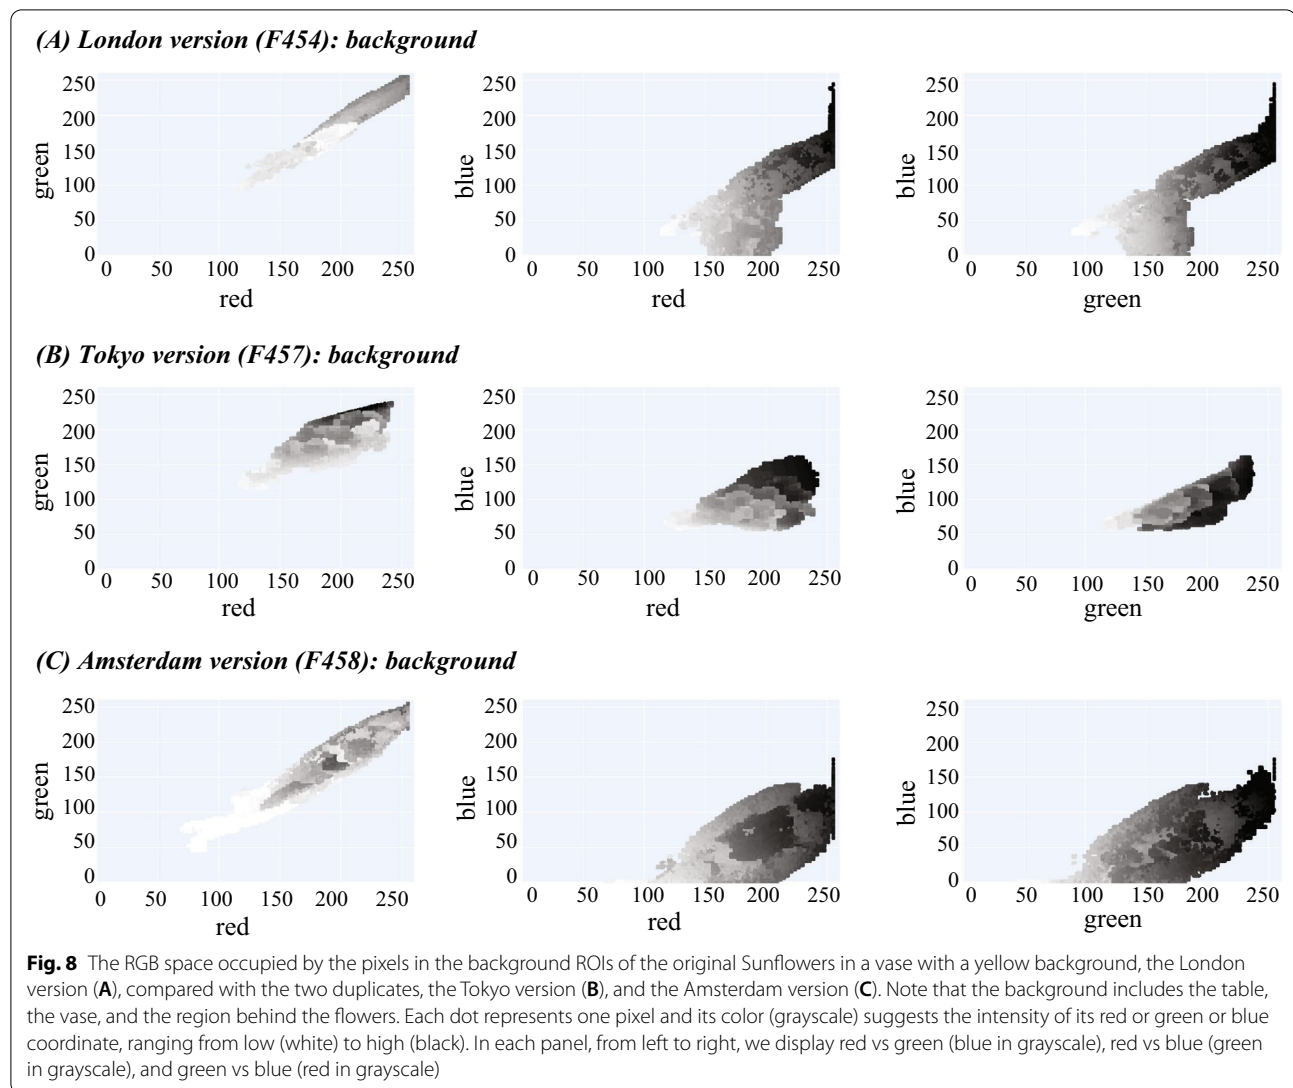 (A) London version (F454): background
250
200
150
100
50
0
green
0 50 100 150 200 250
red
250
200
150
100
50
0
blue
0 50 100 150 200 250
red
250
200
150
100
50
0
blue
0 50 100 150 200 250
green
(B) Tokyo version (F457): background
250
200
150
100
50
0
green
0 50 100 150 200 250
red
250
200
150
100
50
0
blue
0 50 100 150 200 250
red
250
200
150
100
50
0
blue
0 50 100 150 200 250
green
(C) Amsterdam version (F458): background
250
200
150
100
50
0
green
0 50 100 150 200 250
red
250
200
150
100
50
0
blue
0 50 100 150 200 250
red
250
200
150
100
50
0
blue
0 50 100 150 200 250
green
Fig. 8 The RGB space occupied by the pixels in the background ROIs of the original Sunflowers in a vase with a yellow background, the London
version (A), compared with the two duplicates, the Tokyo version (B), and the Amsterdam version (C). Note that the background includes the table,
the vase, and the region behind the flowers. Each dot represents one pixel and its color (grayscale) suggests the intensity of its red or green or blue
coordinate, ranging from low (white) to high (black). In each panel, from left to right, we display red vs green (blue in grayscale), red vs blue (green
in grayscale), and green vs blue (red in grayscale)